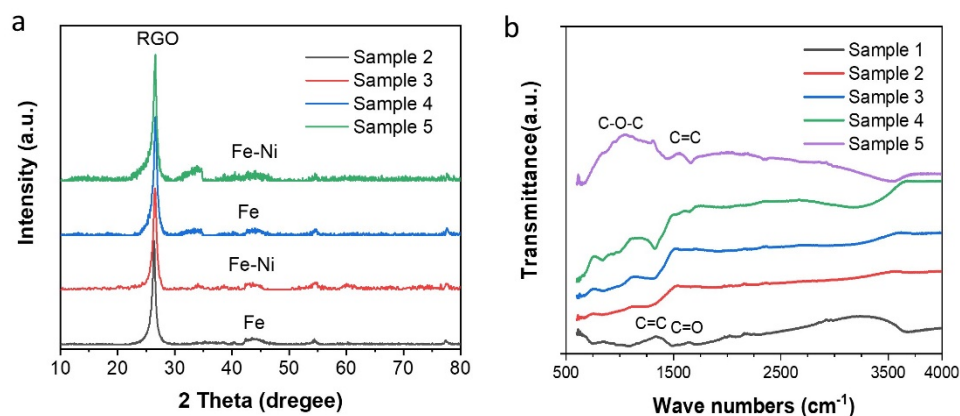 a
RGO
Sample 2
Sample 3
Sample 4
Sample 5
Fe-Ni
Fe
Fe-Ni
Fe
Intensity (a.u.)
10 20 30 40 50 60 70 80
2 Theta (dregee)
b
Sample 1
Sample 2
Sample 3
Sample 4
Sample 5
C-O-C
C=C
C=C
C=O
Transmittance(a.u.)
500 1500 2500 3500 4000
Wave numbers (cm⁻¹)